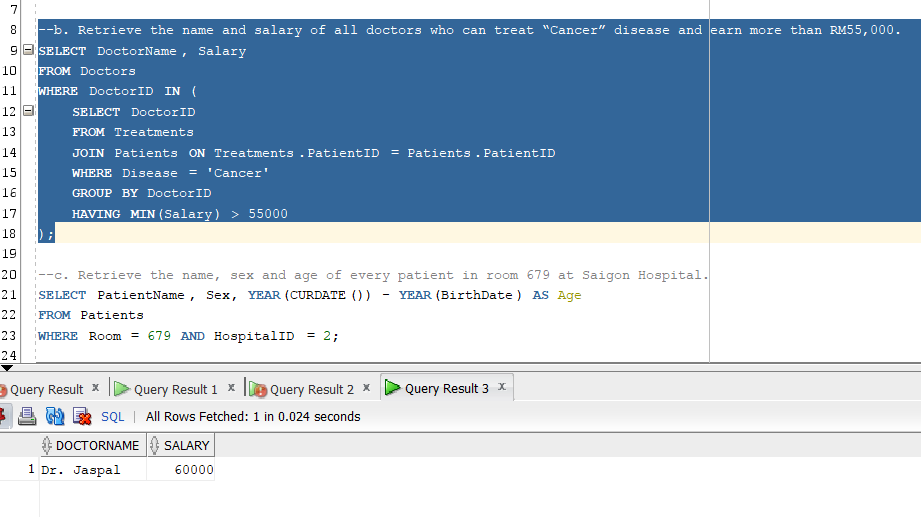 7
8 --b. Retrieve the name and salary of all doctors who can treat “Cancer” disease and earn more than RM55,000.
9 SELECT DoctorName, Salary
10 FROM Doctors
11 WHERE DoctorID IN (
12 SELECT DoctorID
13 FROM Treatments
14 JOIN Patients ON Treatments.PatientID = Patients.PatientID
15 WHERE Disease = 'Cancer'
16 GROUP BY DoctorID
17 HAVING MIN(Salary) > 55000
18 );
19
20 --c. Retrieve the name, sex and age of every patient in room 679 at Saigon Hospital.
21 SELECT PatientName, Sex, YEAR(CURDATE()) - YEAR(BirthDate) AS Age
22 FROM Patients
23 WHERE Room = 679 AND HospitalID = 2;
24
Query Result x Query Result 1 x Query Result 2 x Query Result 3 x
SQL | All Rows Fetched: 1 in 0.024 seconds
DOCTORNAME SALARY
1 Dr. Jaspal 60000